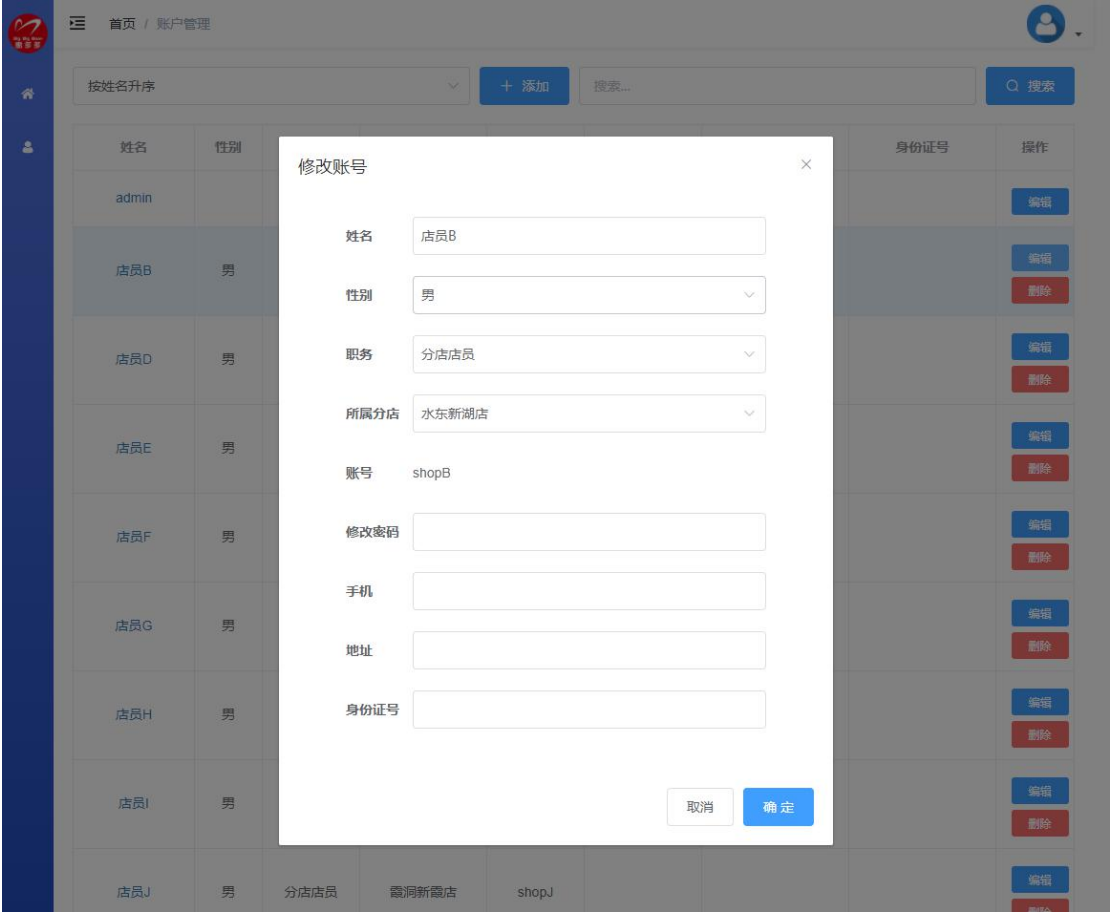 首页 / 账户管理
按姓名升序
+ 添加
搜索...
搜索
姓名 性别 身份证号 操作
修改账号
admin 编辑
姓名 店员B
店员B 男 编辑
删除
性别 男
职务 分店店员
店员D 男 编辑
删除
所属分店 水东新湖店
店员E 男 编辑
删除
账号 shopB
修改密码
店员F 男 编辑
删除
手机
店员G 男 编辑
删除
地址
身份证号
店员H 男 编辑
删除
取消
确定
店员I 男 编辑
删除
店员J 男 分店店员 霞洞新霞店 shopJ 编辑
删除